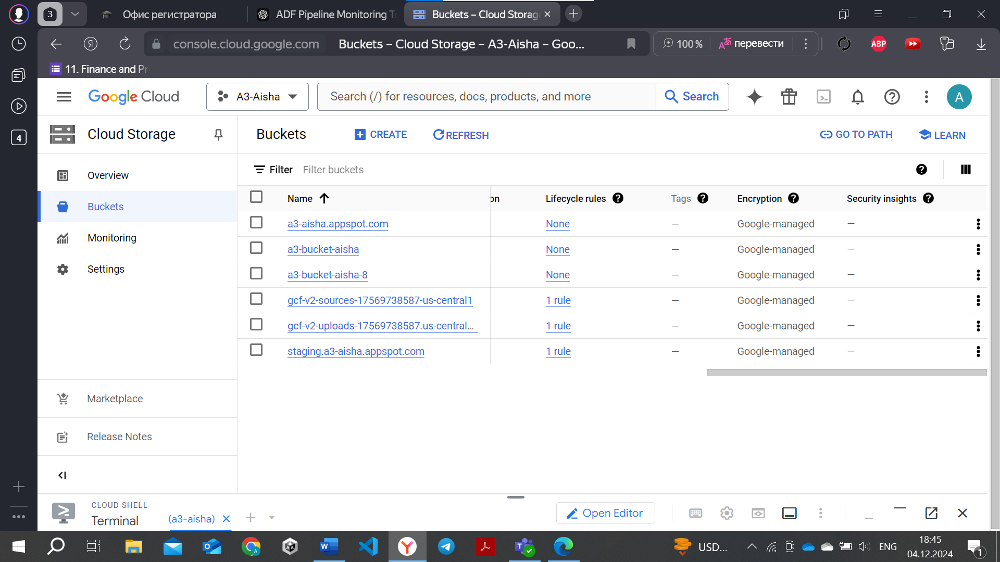 3
Офис регистратора
ADF Pipeline Monitoring
Buckets – Cloud Storag
console.cloud.google.com
Buckets – Cloud Storage – A3-Aisha – Goo...
100 %
перевести
ABP
11. Finance and Pr
4
Google Cloud
A3-Aisha
Search (/) for resources, docs, products, and more
Search
A
Cloud Storage
Buckets
CREATE
REFRESH
GO TO PATH
LEARN
Overview
Buckets
Monitoring
Settings
Marketplace
Release Notes
Filter
Filter buckets
Name
on
Lifecycle rules
Tags
Encryption
Security insights
a3-aisha.appspot.com None — Google-managed —
a3-bucket-aisha None — Google-managed —
a3-bucket-aisha-8 None — Google-managed —
gcf-v2-sources-17569738587-us-central1 1 rule — Google-managed —
gcf-v2-uploads-17569738587.us-central... 1 rule — Google-managed —
staging.a3-aisha.appspot.com 1 rule — Google-managed —
CLOUD SHELL
Terminal
(a3-aisha)
Open Editor
USD...
ENG
18:45
04.12.2024
1